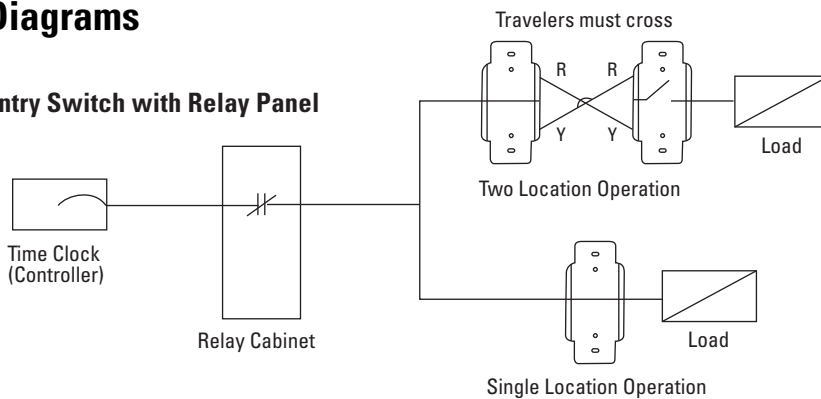 Diagrams
Travelers must cross
ntry Switch with Relay Panel
R R
Y Y
Load
Two Location Operation
Time Clock
(Controller)
Relay Cabinet
Load
Single Location Operation